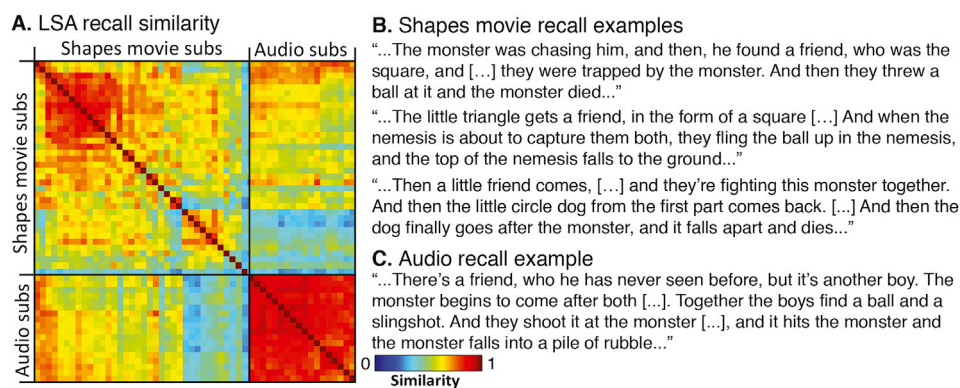 A. LSA recall similarity
Shapes movie subs
Audio subs
Shapes movie subs
Audio subs
B. Shapes movie recall examples
“...The monster was chasing him, and then, he found a friend, who was the
square, and [...] they were trapped by the monster. And then they threw a
ball at it and the monster died...”
“...The little triangle gets a friend, in the form of a square [...] And when the
nemesis is about to capture them both, they fling the ball up in the nemesis,
and the top of the nemesis falls to the ground...”
“...Then a little friend comes, [...] and they’re fighting this monster together.
And then the little circle dog from the first part comes back. [...] And then the
dog finally goes after the monster, and it falls apart and dies...”
C. Audio recall example
“...There’s a friend, who he has never seen before, but it’s another boy. The
monster begins to come after both [...]. Together the boys find a ball and a
slingshot. And they shoot it at the monster [...], and it hits the monster and
the monster falls into a pile of rubble...”
0 1
Similarity